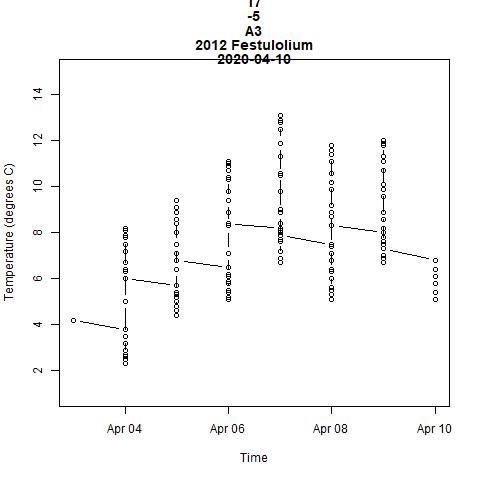 17
-5
A3
2012 Festulolium
2020-04-10
Temperature (degrees C)
14
12
10
8
6
4
2
Apr 04
Apr 06
Apr 08
Apr 10
Time